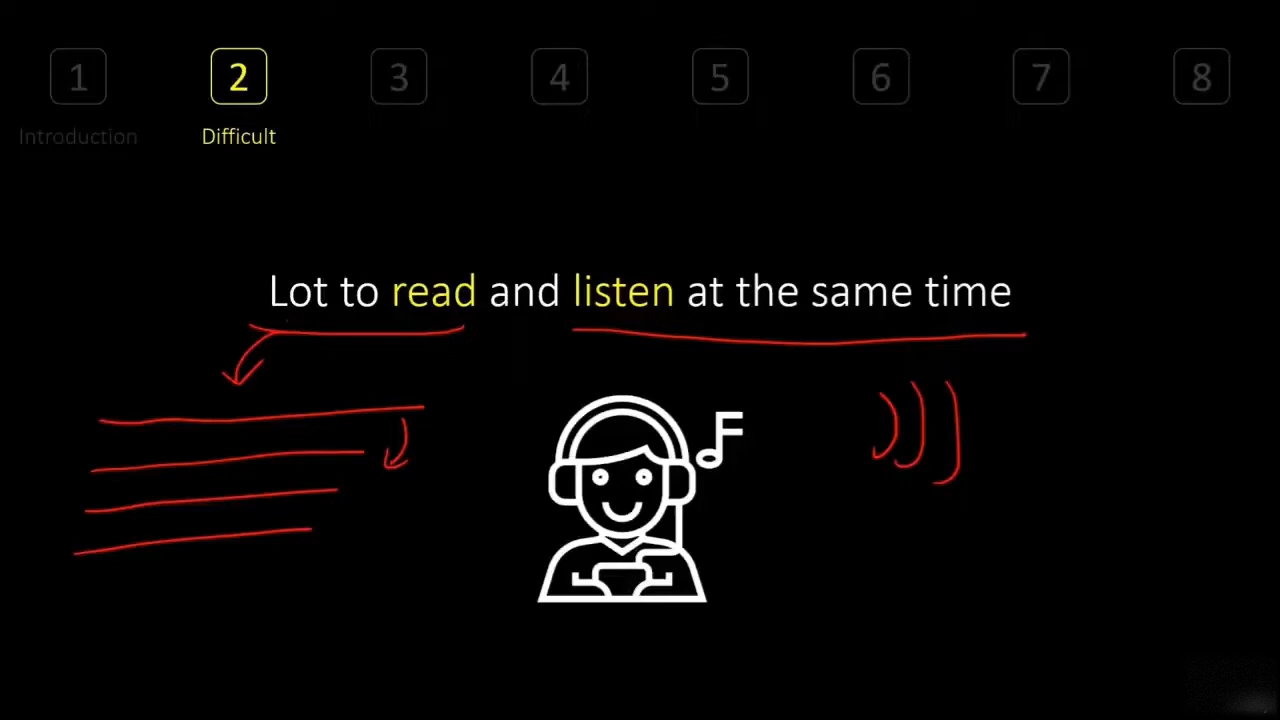 1 2 3 4 5 6 7 8
Introduction Difficult
Lot to read and listen at the same time